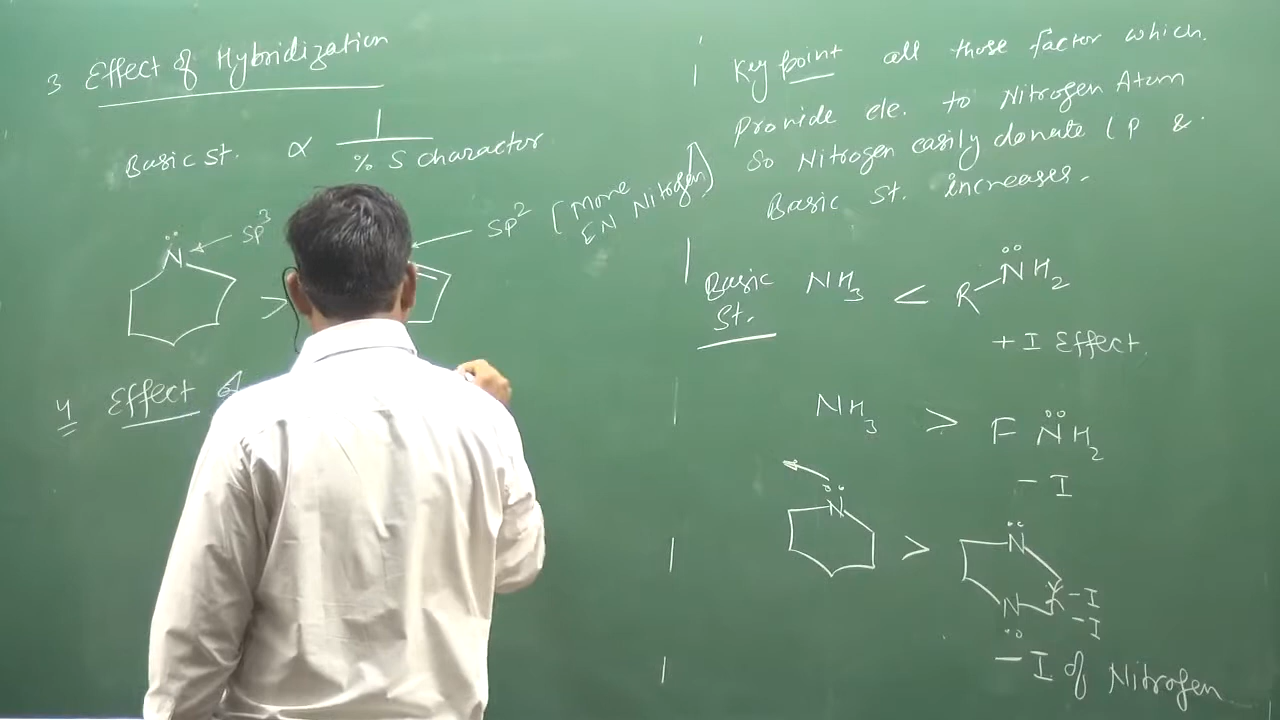 3 Effect of Hybridization
Basic st. ∝ 1
% S charactor
N SP3
> SP2 [More
EN Nitrogen]
4 Effect of
Key point all those factor which
Provide ele. to Nitrogen Atom
So Nitrogen easily donate LP &
Basic St. increases.
Basic St. NH3 < R-NH2
+I Effect.
NH3 > F NH2
-I
N > N
N -I
-I
-I of Nitrogen